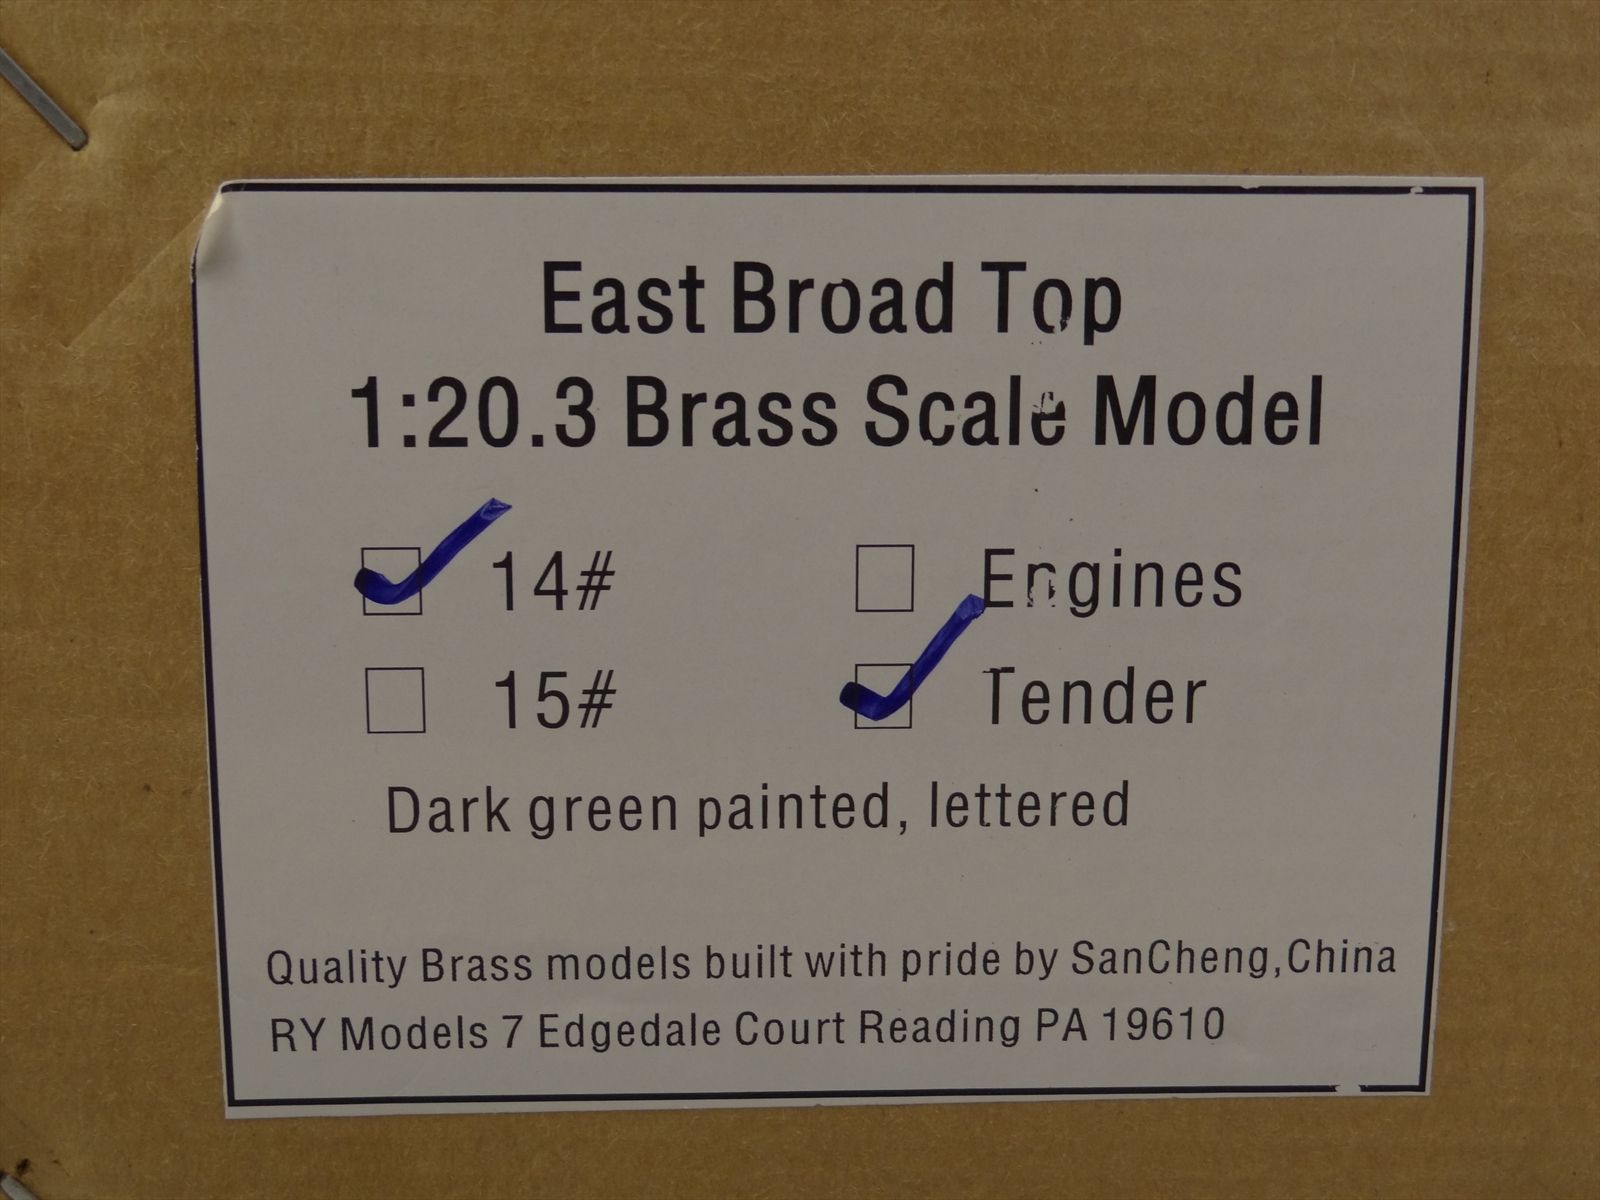 East Broad Top
1:20.3 Brass Scale Model
14# Engines
15# Tender
Dark green painted, lettered
Quality Brass models built with pride by SanCheng,China
RY Models 7 Edgedale Court Reading PA 19610